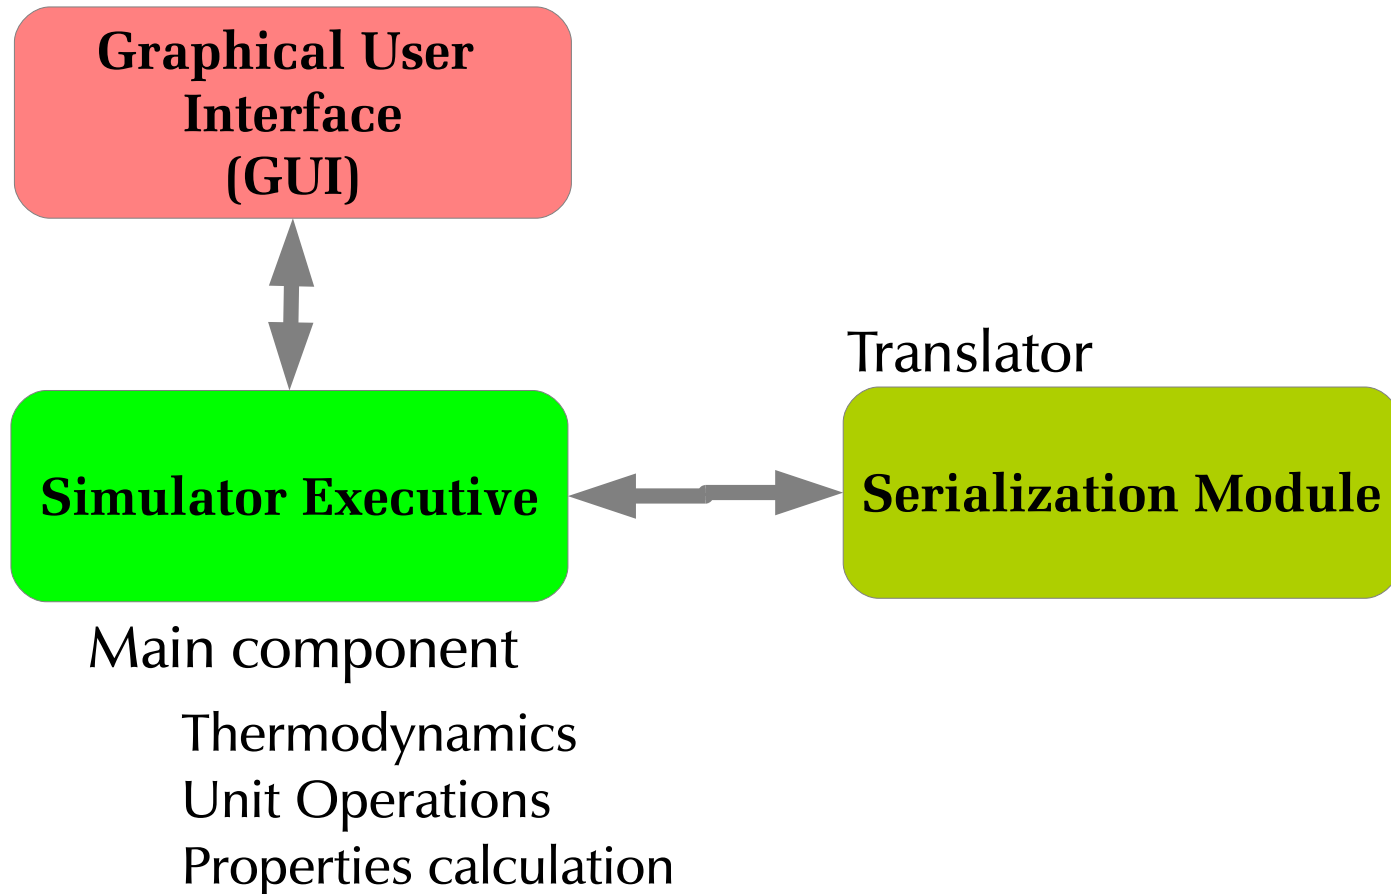 Graphical User
Interface
(GUI)
Translator
Simulator Executive
Serialization Module
Main component
Thermodynamics
Unit Operations
Properties calculation